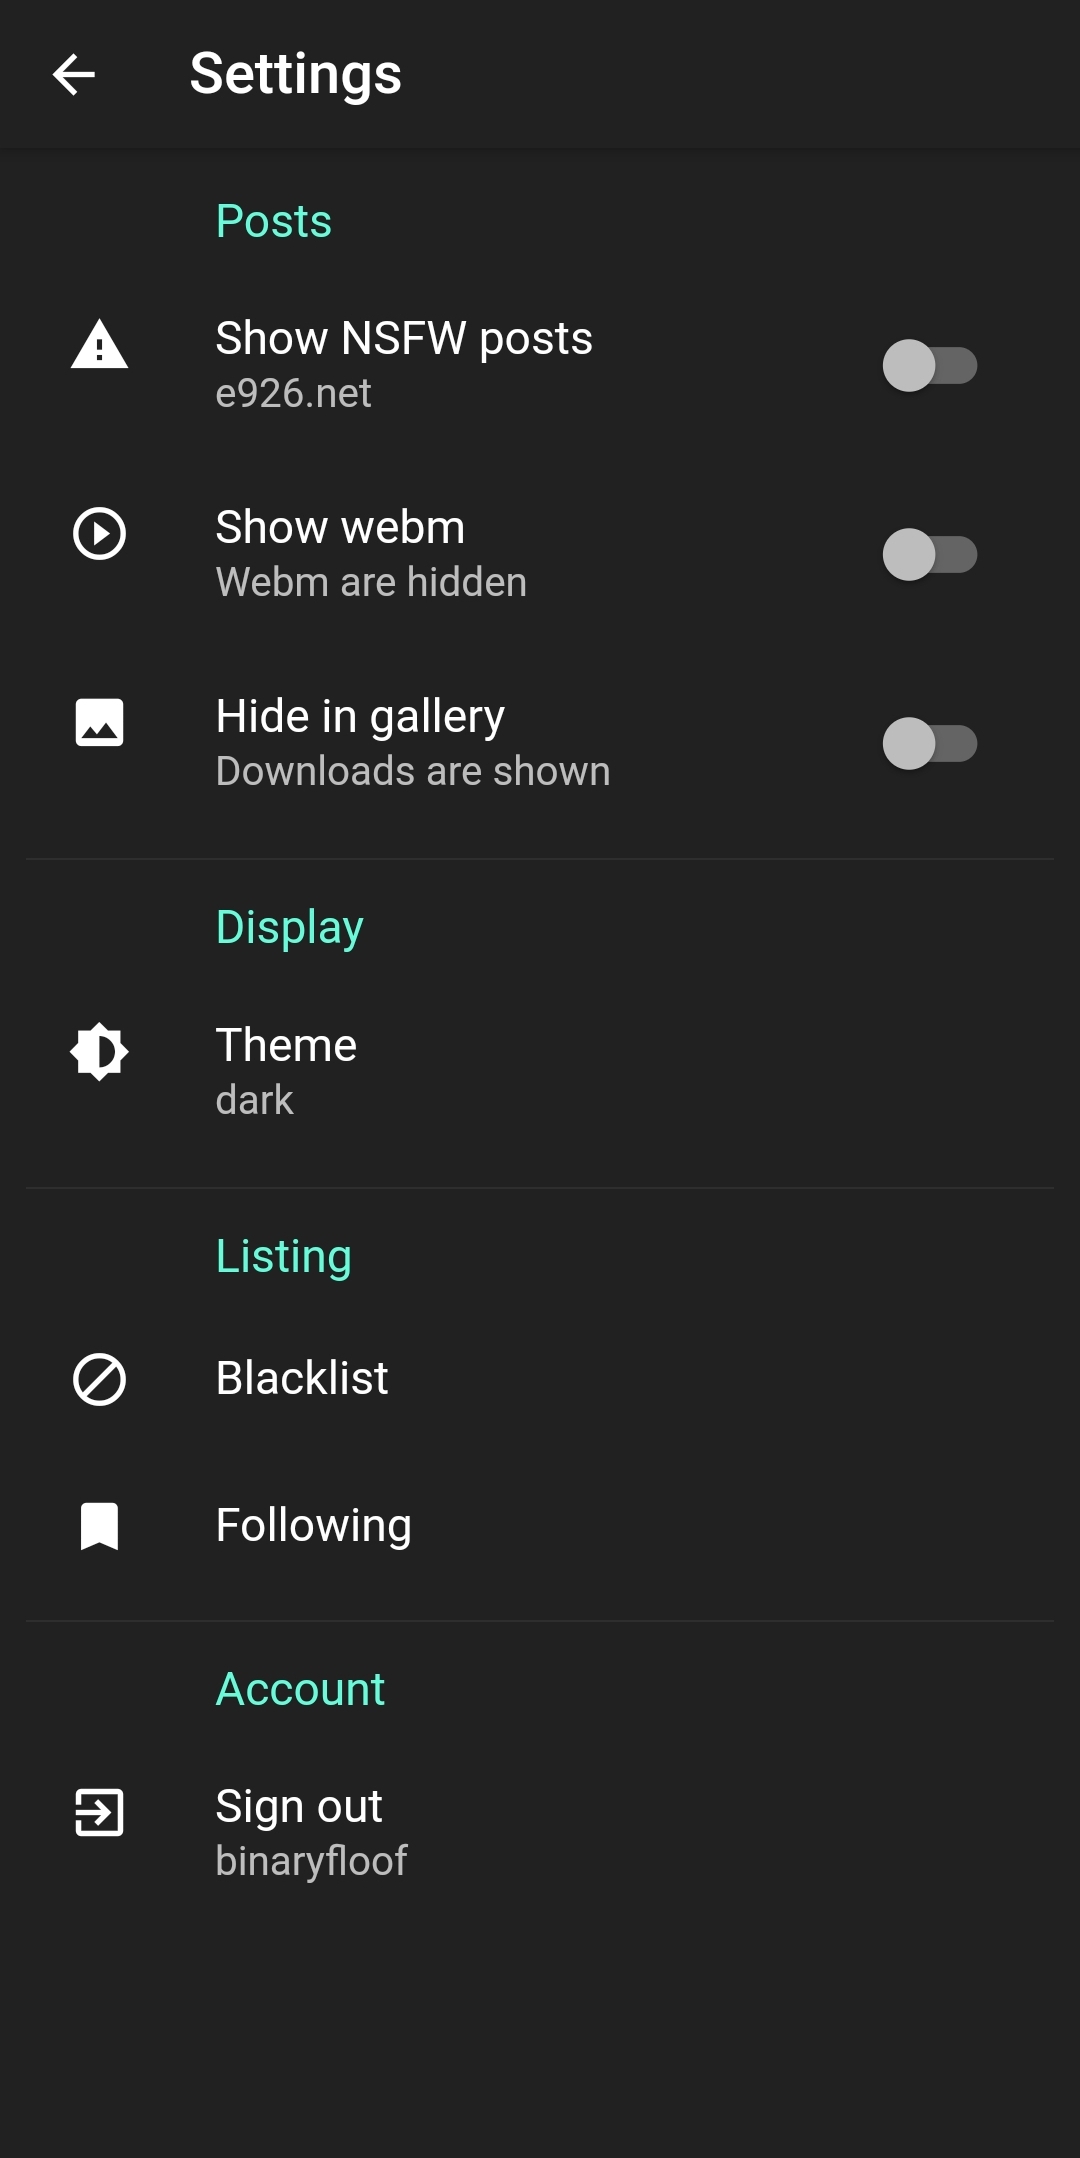 Settings
Posts
Show NSFW posts
e926.net
Show webm
Webm are hidden
Hide in gallery
Downloads are shown
Display
Theme
dark
Listing
Blacklist
Following
Account
Sign out
binaryfloof